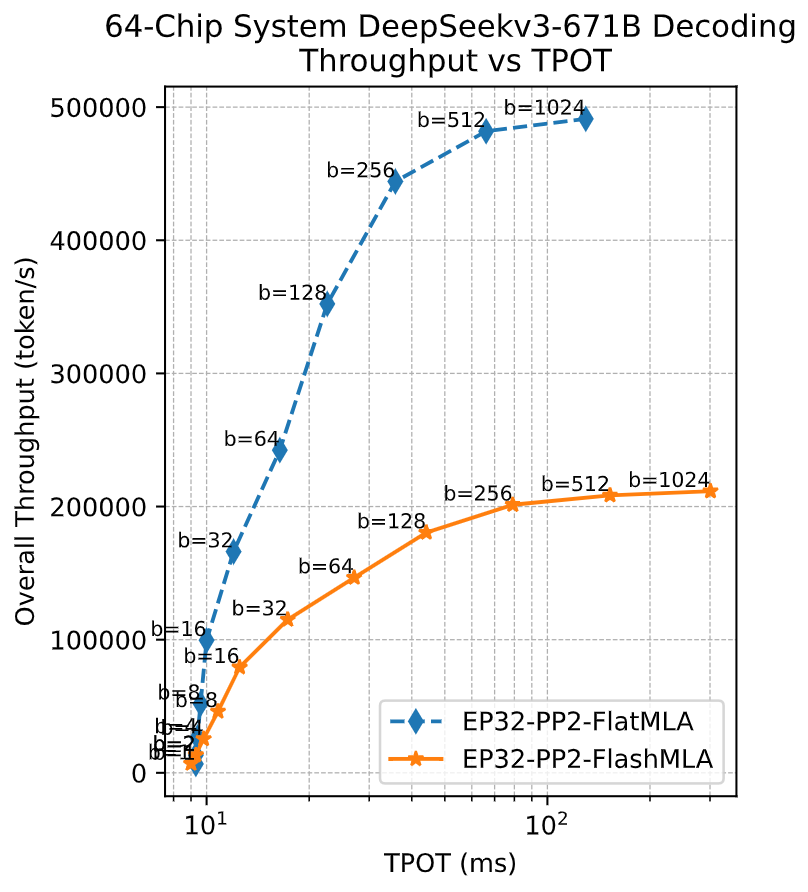 64-Chip System DeepSeekv3-671B Decoding
Throughput vs TPOT
Overall Throughput (token/s)
500000
400000
300000
200000
100000
0
b=1024
b=512
b=256
b=128
b=64
b=32
b=16
b=8
b=4
b=2
b=1
b=1024
b=512
b=256
b=128
b=64
b=32
b=16
b=8
EP32-PP2-FlatMLA
EP32-PP2-FlashMLA
10¹
10²
TPOT (ms)